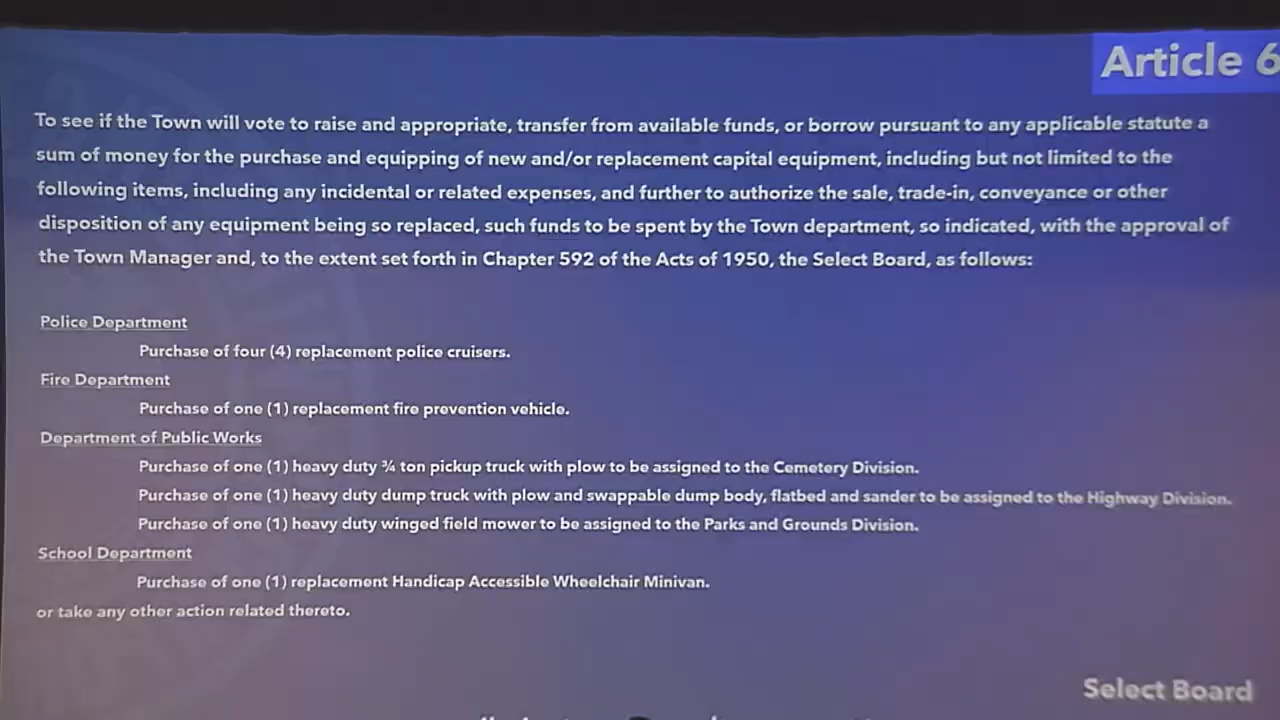 Article 6
To see if the Town will vote to raise and appropriate, transfer from available funds, or borrow pursuant to any applicable statute a
sum of money for the purchase and equipping of new and/or replacement capital equipment, including but not limited to the
following items, including any incidental or related expenses, and further to authorize the sale, trade-in, conveyance or other
disposition of any equipment being so replaced, such funds to be spent by the Town department, so indicated, with the approval of
the Town Manager and, to the extent set forth in Chapter 592 of the Acts of 1950, the Select Board, as follows:
Police Department
Purchase of four (4) replacement police cruisers.
Fire Department
Purchase of one (1) replacement fire prevention vehicle.
Department of Public Works
Purchase of one (1) heavy duty ¾ ton pickup truck with plow to be assigned to the Cemetery Division.
Purchase of one (1) heavy duty dump truck with plow and swappable dump body, flatbed and sander to be assigned to the Highway Division.
Purchase of one (1) heavy duty winged field mower to be assigned to the Parks and Grounds Division.
School Department
Purchase of one (1) replacement Handicap Accessible Wheelchair Minivan.
or take any other action related thereto.
Select Board